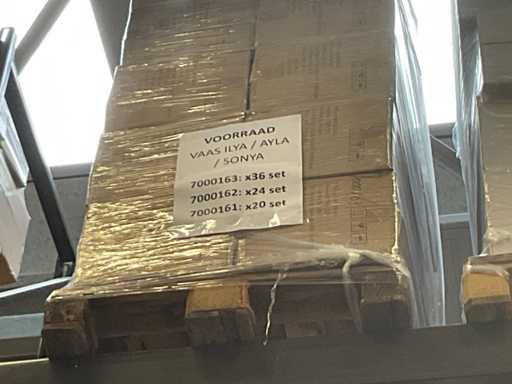 VOORRAAD
VAAS ILYA / AYLA
/ SONYA
7000163: x36 set
7000162: x24 set
7000161: x20 set